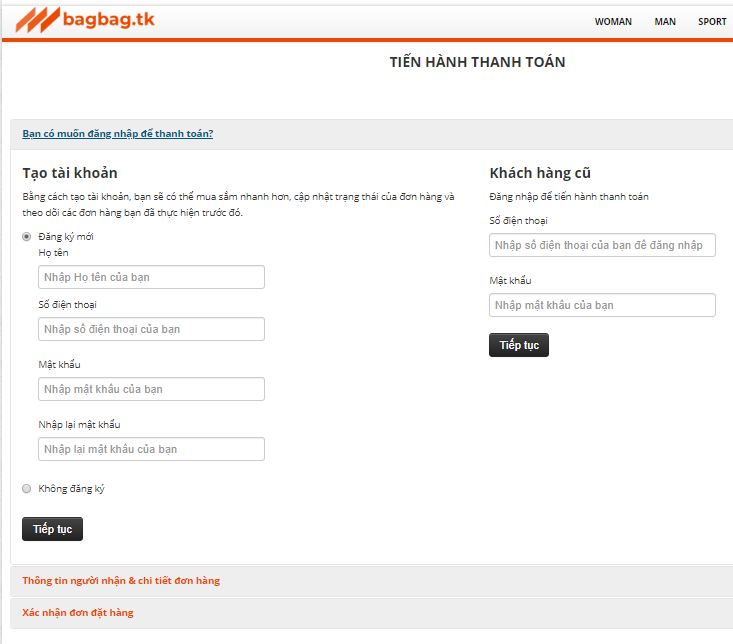 bagbag.tk
WOMAN MAN SPORT
TIẾN HÀNH THANH TOÁN
Bạn có muốn đăng nhập để thanh toán?
Tạo tài khoản
Bằng cách tạo tài khoản, bạn sẽ có thể mua sắm nhanh hơn, cập nhật trạng thái của đơn hàng và
theo dõi các đơn hàng bạn đã thực hiện trước đó.
Đăng ký mới
Họ tên
Nhập Họ tên của bạn
Số điện thoại
Nhập số điện thoại của bạn
Mật khẩu
Nhập mật khẩu của bạn
Nhập lại mật khẩu
Nhập lại mật khẩu của bạn
Không đăng ký
Tiếp tục
Khách hàng cũ
Đăng nhập để tiến hành thanh toán
Số điện thoại
Nhập số điện thoại của bạn để đăng nhập
Mật khẩu
Nhập mật khẩu của bạn
Tiếp tục
Thông tin người nhận & chi tiết đơn hàng
Xác nhận đơn đặt hàng